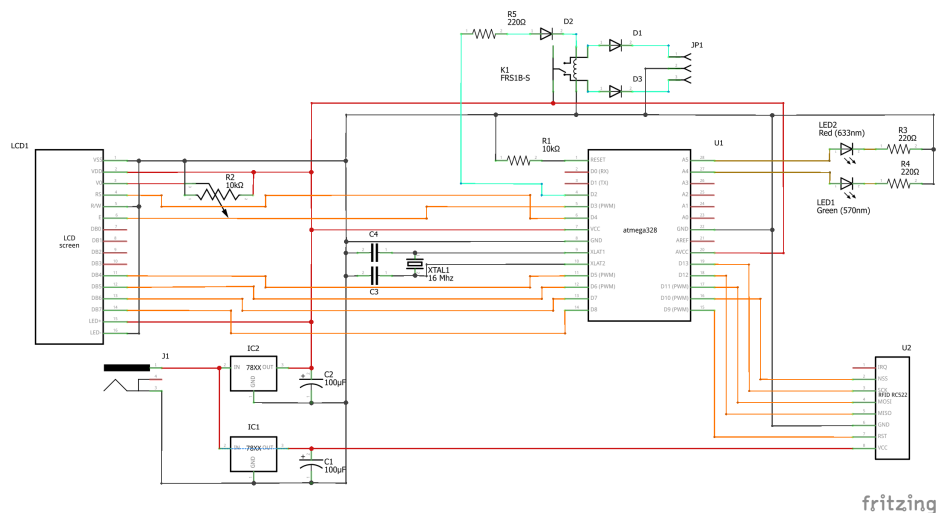 R5
220Ω
D2
D1
JP1
K1
FRS1B-S
D3
LCD1
R2
10kΩ
R1
10kΩ
U1
LED2
Red (633nm)
R3
220Ω
R4
220Ω
LED1
Green (570nm)
VSS
VDD
V0
RS
R/W
E
DB0
DB1
DB2
DB3
DB4
DB5
DB6
DB7
LED+
LED-
LCD
screen
RESET
D0 (RX)
D1 (TX)
D2
D3 (PWM)
D4
VCC
GND
XLAT1
XLAT2
D5 (PWM)
D6 (PWM)
D7
D8
atmega328
A5
A4
A3
A2
A1
A0
GND
AREF
AVCC
D13
D12
D11 (PWM)
D10 (PWM)
D9 (PWM)
C4
C3
XTAL1
16 Mhz
J1
IC2
IN
78XX
OUT
GND
C2
100µF
IC1
IN
78XX
OUT
GND
C1
100µF
U2
IRQ
NSS
SCK
RFID RC522
MOSI
MISO
GND
RST
VCC
fritzing